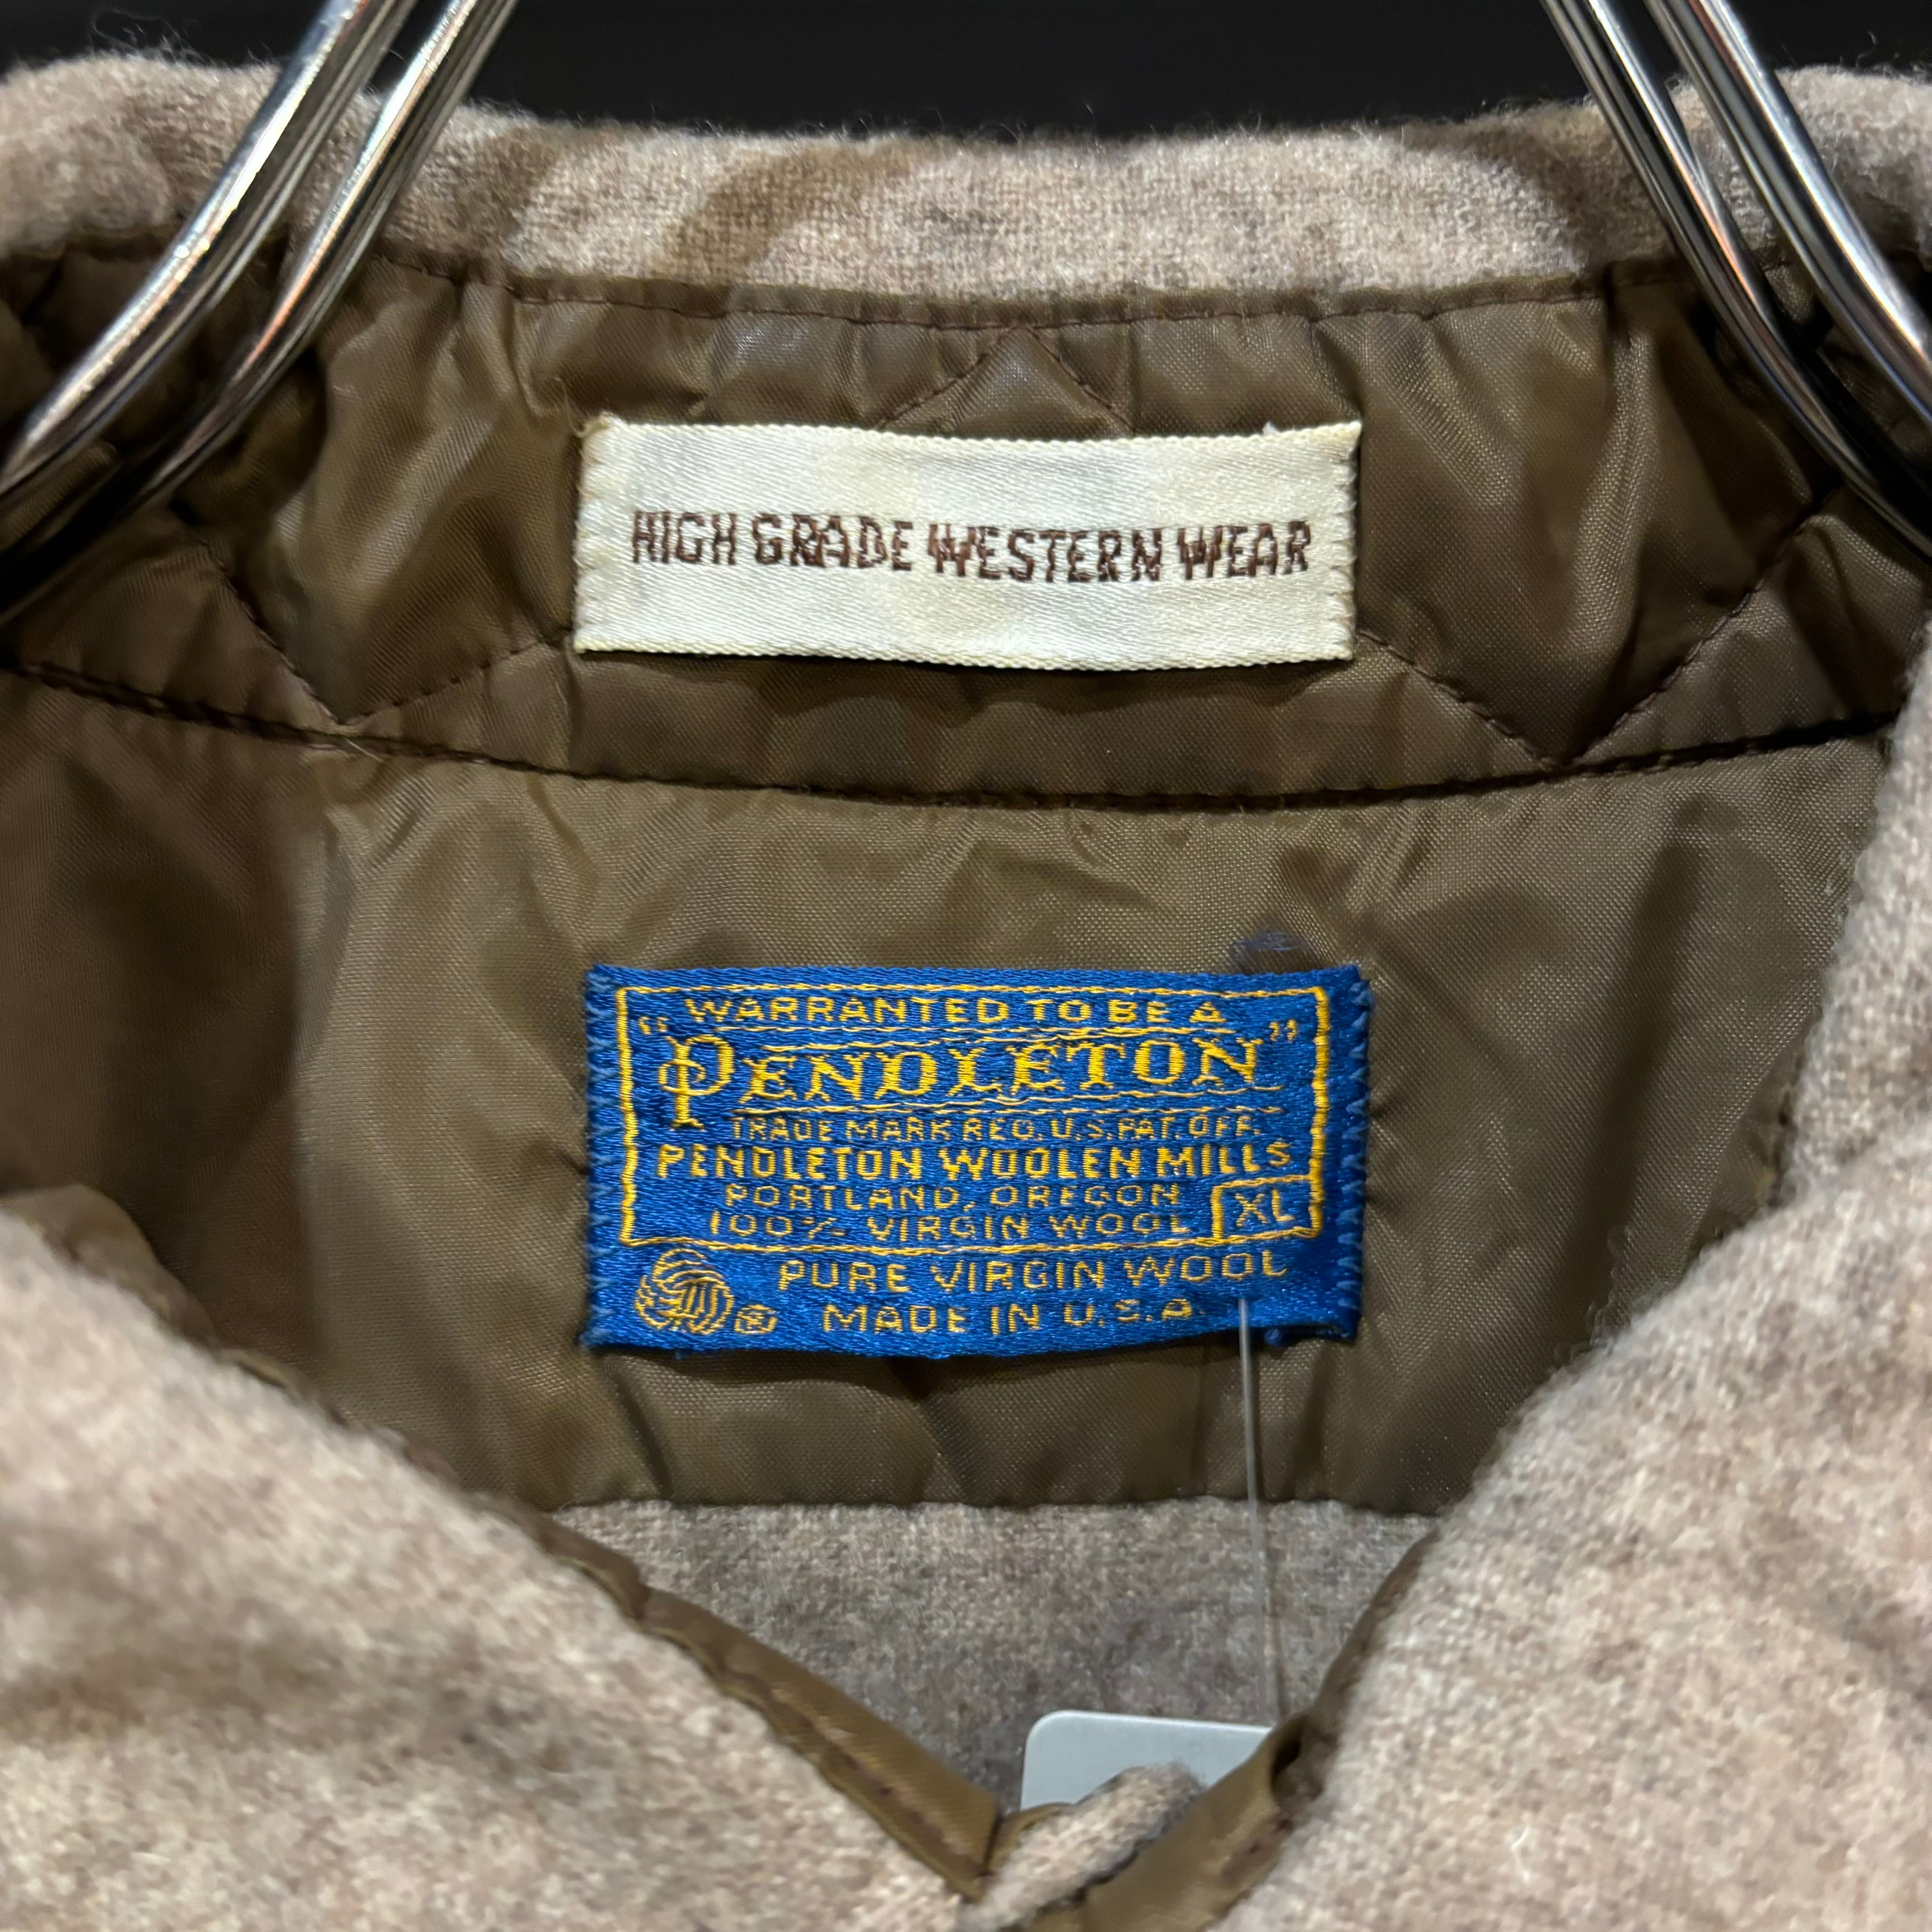 HIGH GRADE WESTERN WEAR
WARRANTED TO BE A
"PENDLETON"
TRADE MARK REG. U.S. PAT. OFF.
PENDLETON WOOLEN MILLS
PORTLAND, OREGON
XL
100% VIRGIN WOOL
® PURE VIRGIN WOOL
MADE IN U.S.A.